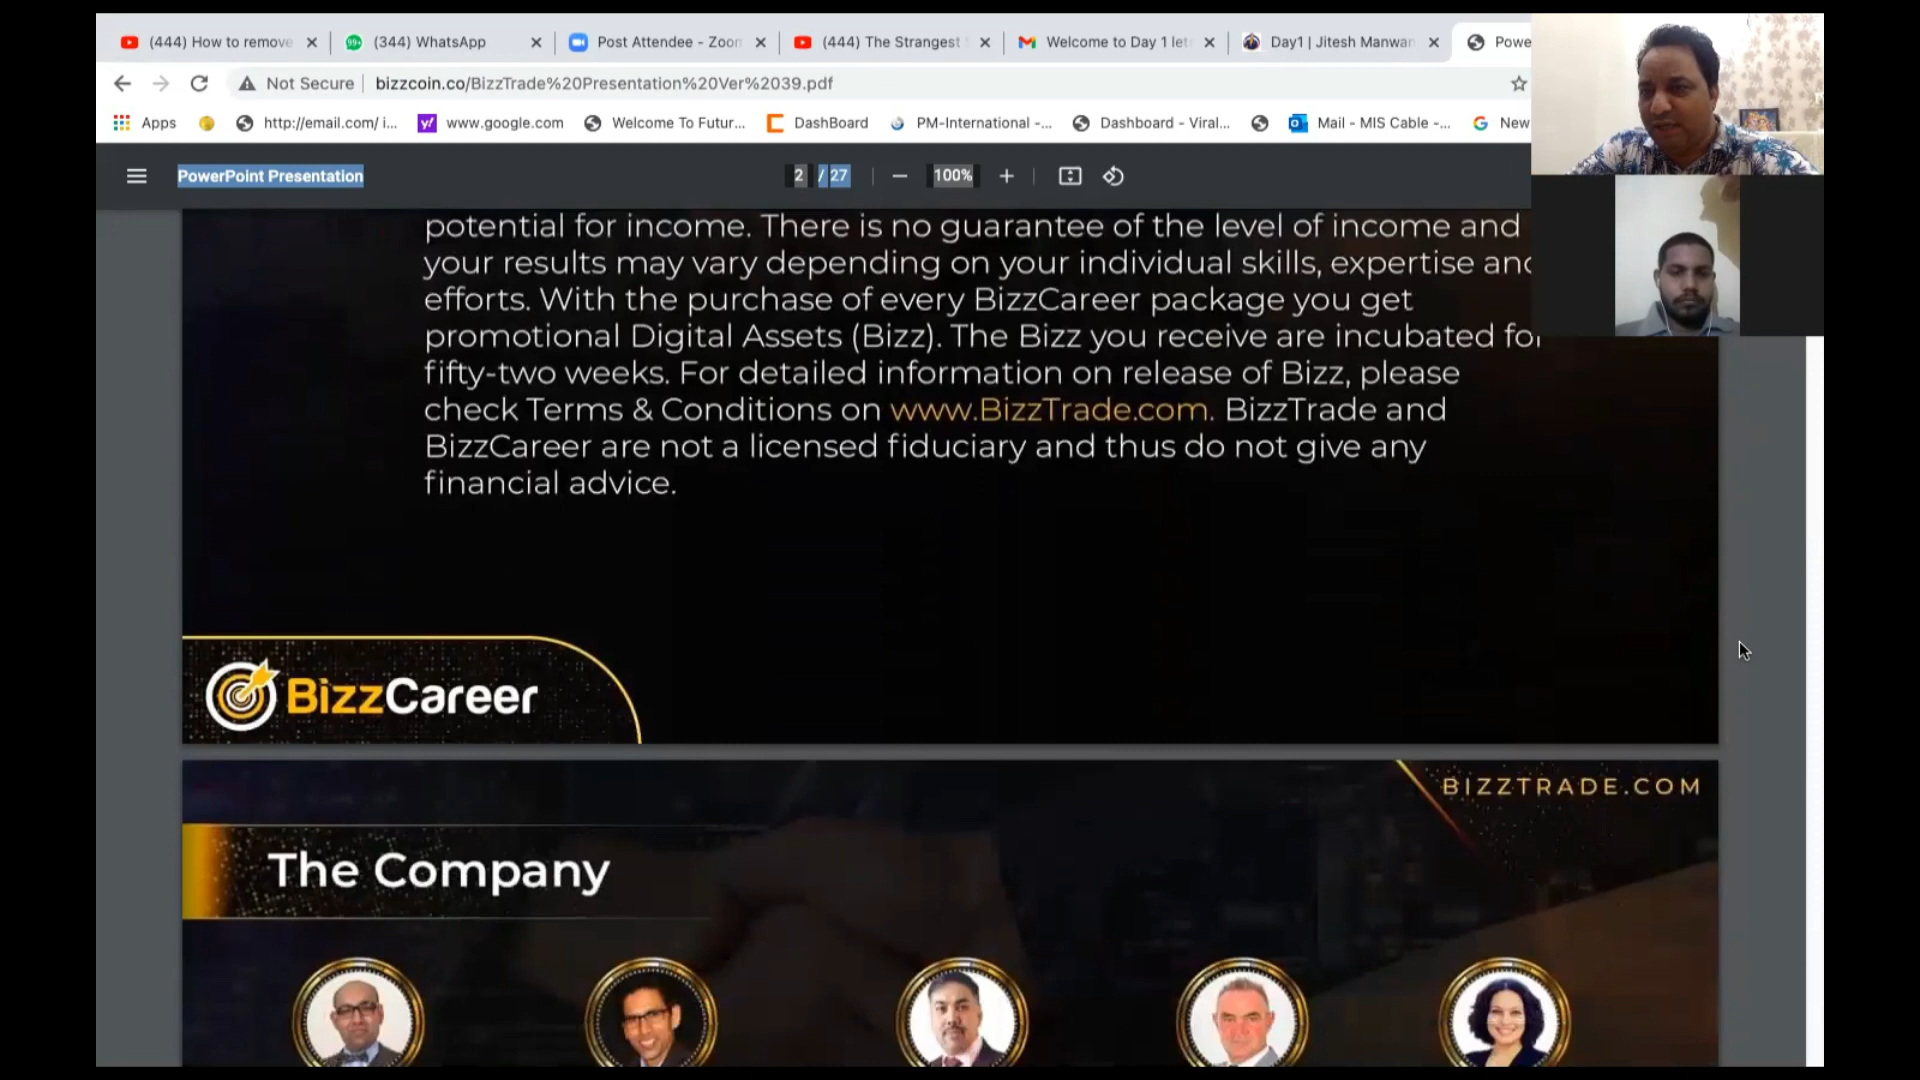 (444) How to remove
(344) WhatsApp
Post Attendee - Zoom
(444) The Strangest
Welcome to Day 1 let
Day1 | Jitesh Manwan
Powe
Not Secure
bizzcoin.co/BizzTrade%20Presentation%20Ver%2039.pdf
Apps
http://email.com/ i...
www.google.com
Welcome To Futur...
DashBoard
PM-International -...
Dashboard - Viral...
Mail - MIS Cable -...
New
PowerPoint Presentation
2 / 27
100%
potential for income. There is no guarantee of the level of income and
your results may vary depending on your individual skills, expertise and
efforts. With the purchase of every BizzCareer package you get
promotional Digital Assets (Bizz). The Bizz you receive are incubated for
fifty-two weeks. For detailed information on release of Bizz, please
check Terms & Conditions on www.BizzTrade.com. BizzTrade and
BizzCareer are not a licensed fiduciary and thus do not give any
financial advice.
BizzCareer
BIZZTRADE.COM
The Company